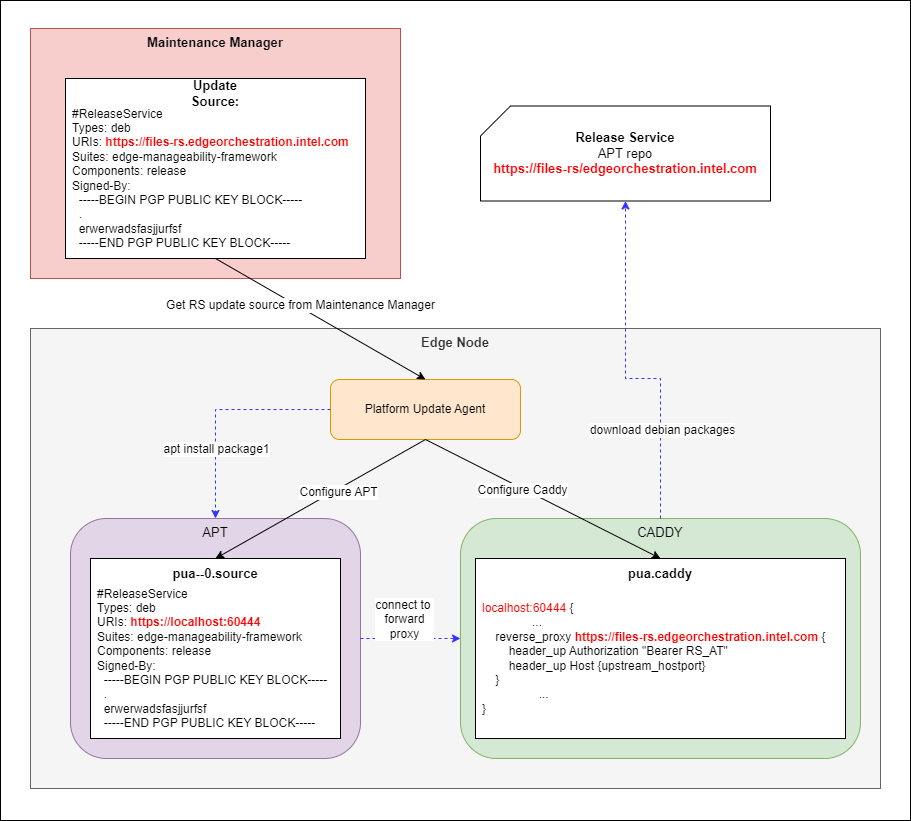 Maintenance Manager
Update
Source:
#ReleaseService
Types: deb
URIs: https://files-rs.edgeorchestration.intel.com
Suites: edge-manageability-framework
Components: release
Signed-By:
-----BEGIN PGP PUBLIC KEY BLOCK-----
.
erwerwadsfasjjurfsf
-----END PGP PUBLIC KEY BLOCK-----
Release Service
APT repo
https://files-rs/edgeorchestration.intel.com
Get RS update source from Maintenance Manager
Edge Node
Platform Update Agent
apt install package1
download debian packages
Configure APT
Configure Caddy
APT
pua--0.source
#ReleaseService
Types: deb
URIs: https://localhost:60444
Suites: edge-manageability-framework
Components: release
Signed-By:
-----BEGIN PGP PUBLIC KEY BLOCK-----
.
erwerwadsfasjjurfsf
-----END PGP PUBLIC KEY BLOCK-----
connect to
forward
proxy
CADDY
pua.caddy
localhost:60444 {
...
reverse_proxy https://files-rs.edgeorchestration.intel.com {
header_up Authorization "Bearer RS_AT"
header_up Host {upstream_hostport}
}
...
}